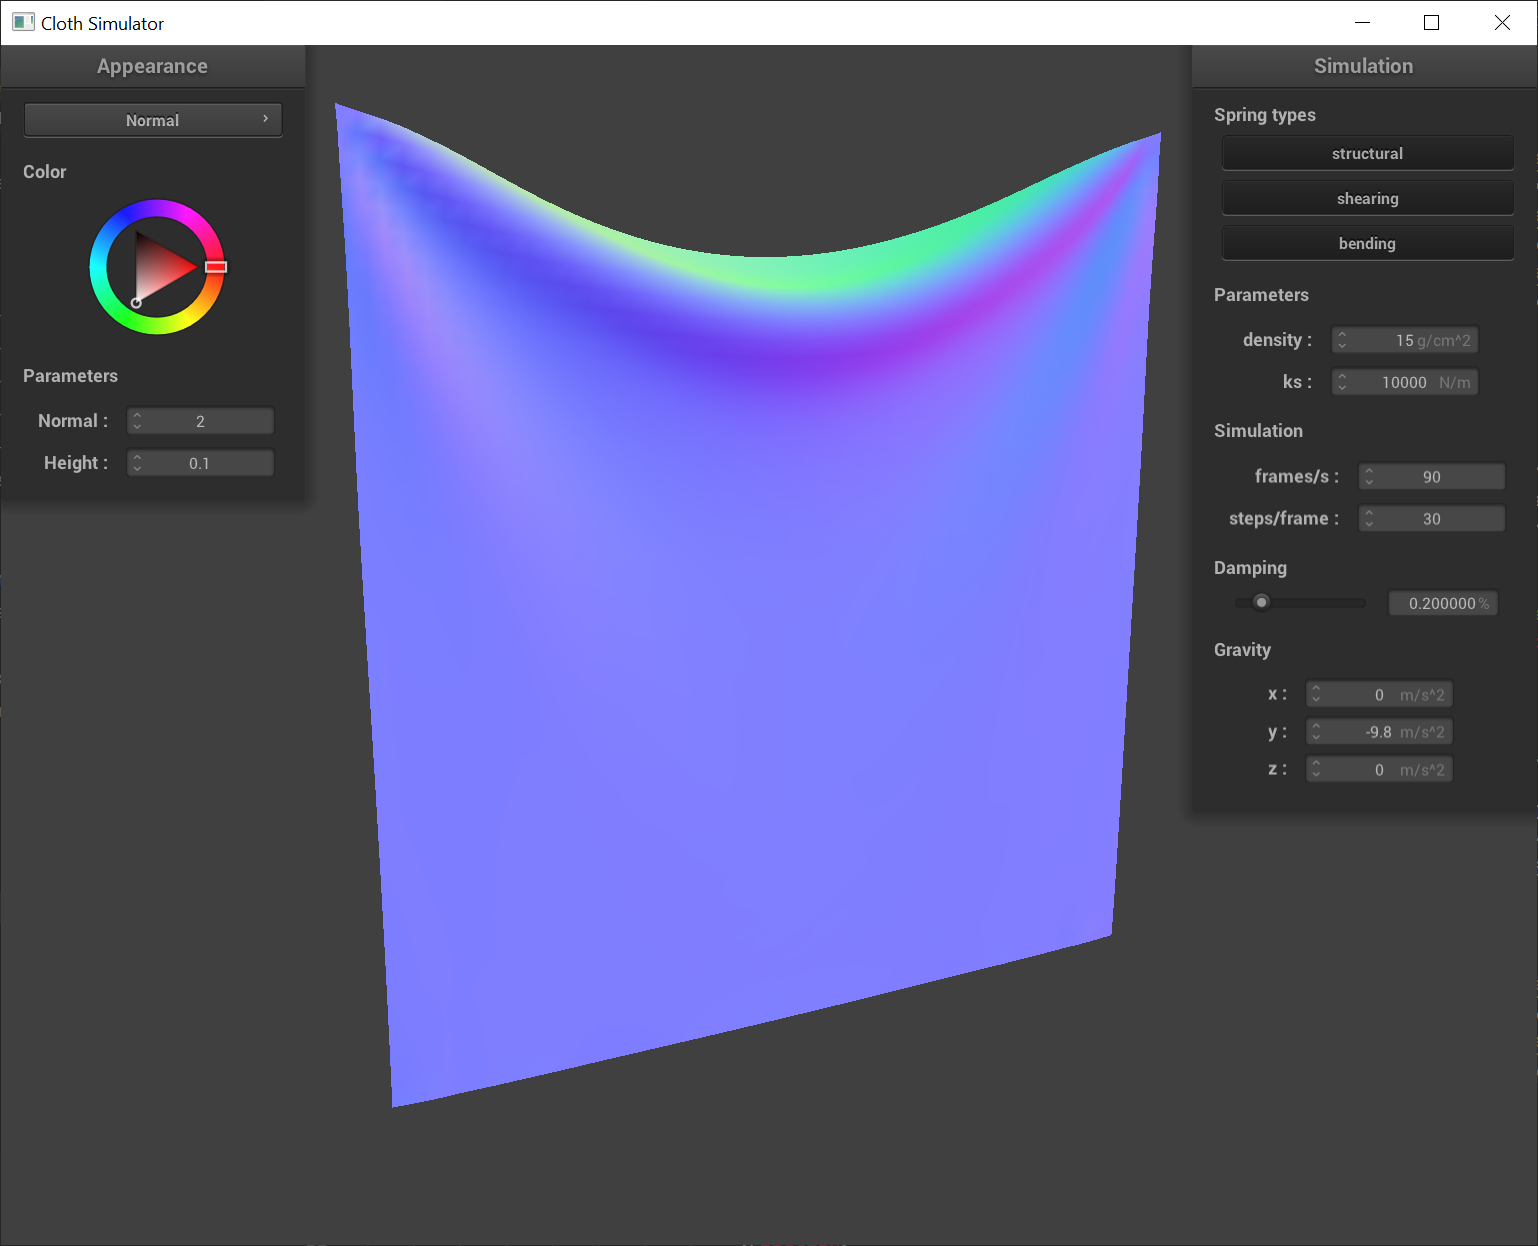 Cloth Simulator
Appearance
Normal
Color
Parameters
Normal : 2
Height : 0.1
Simulation
Spring types
structural
shearing
bending
Parameters
density : 15 g/cm^2
ks : 10000 N/m
Simulation
frames/s : 90
steps/frame : 30
Damping
0.200000 %
Gravity
x : 0 m/s^2
y : -9.8 m/s^2
z : 0 m/s^2